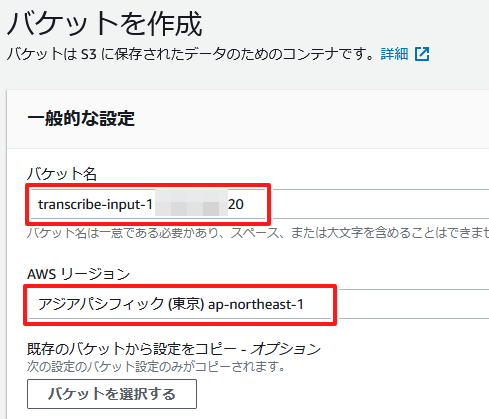 バケットを作成
バケットは S3 に保存されたデータのためのコンテナです。詳細
一般的な設定
バケット名
transcribe-input-1 20
バケット名は一意である必要があり、スペース、または大文字を含めることはできませ
AWS リージョン
アジアパシフィック (東京) ap-northeast-1
既存のバケットから設定をコピー - オプション
次の設定のバケット設定のみがコピーされます。
バケットを選択する